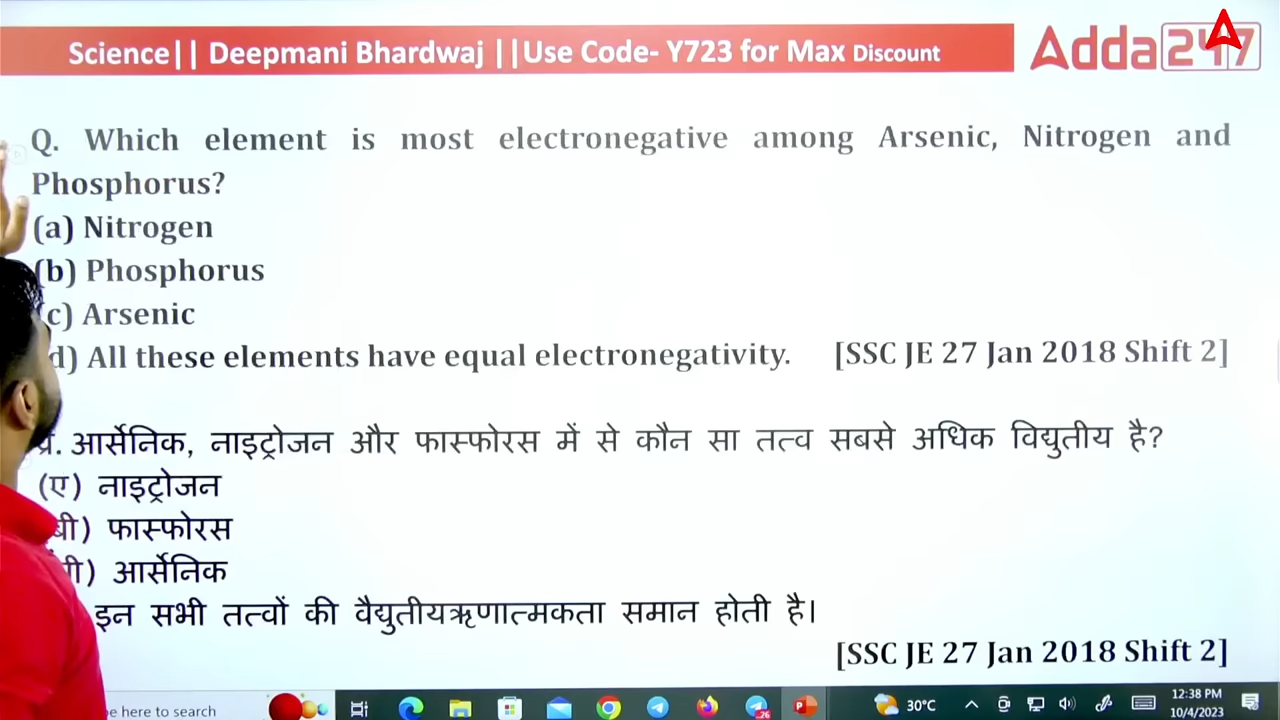 Science|| Deepmani Bhardwaj ||Use Code- Y723 for Max Discount
Adda247
Q. Which element is most electronegative among Arsenic, Nitrogen and
Phosphorus?
(a) Nitrogen
(b) Phosphorus
c) Arsenic
d) All these elements have equal electronegativity. [SSC JE 27 Jan 2018 Shift 2]
प्र. आर्सेनिक, नाइट्रोजन और फास्फोरस में से कौन सा तत्व सबसे अधिक विद्युतीय है?
(ए) नाइट्रोजन
बी) फास्फोरस
सी) आर्सेनिक
इन सभी तत्वों की वैद्युतीयऋणात्मकता समान होती है।
[SSC JE 27 Jan 2018 Shift 2]
here to search
26
30°C
12:38 PM
10/4/2023